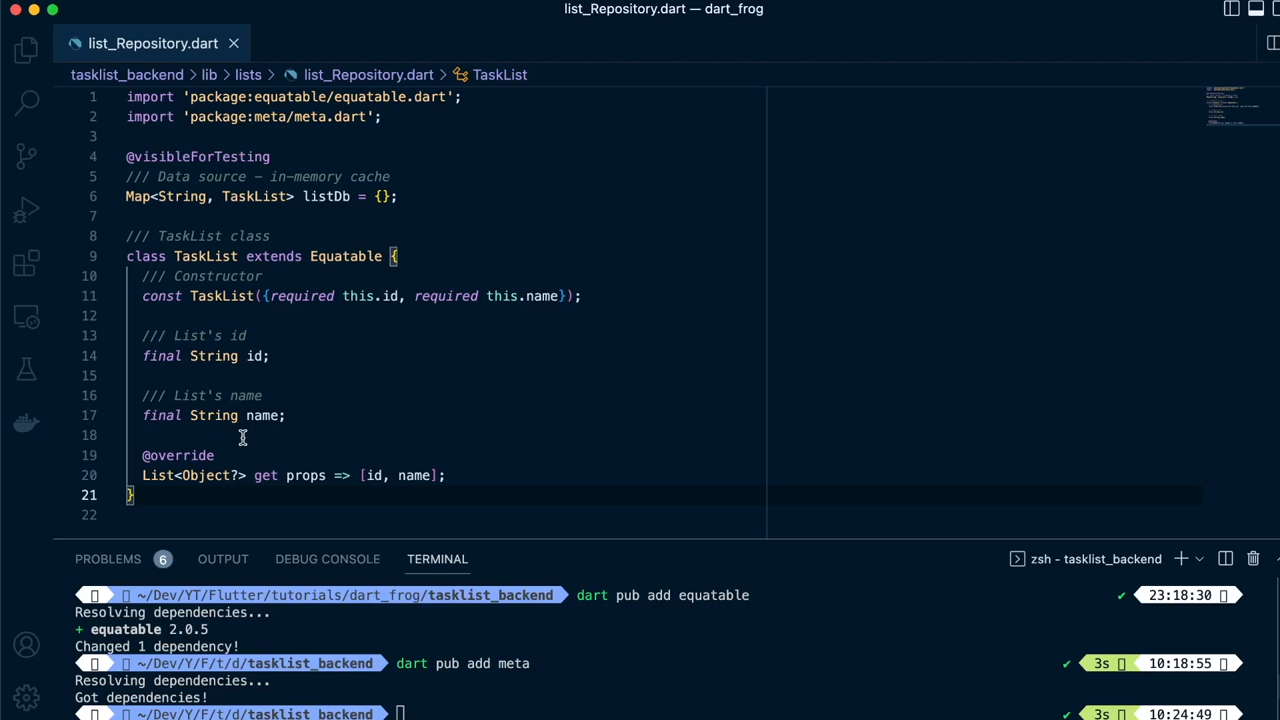 list_Repository.dart — dart_frog
list_Repository.dart
tasklist_backend > lib > lists > list_Repository.dart > TaskList
1 import 'package:equatable/equatable.dart';
2 import 'package:meta/meta.dart';
3
4 @visibleForTesting
5 /// Data source – in-memory cache
6 Map<String, TaskList> listDb = {};
7
8 /// TaskList class
9 class TaskList extends Equatable {
10 /// Constructor
11 const TaskList({required this.id, required this.name});
12
13 /// List's id
14 final String id;
15
16 /// List's name
17 final String name;
18
19 @override
20 List<Object?> get props => [id, name];
21 }
22
PROBLEMS 6 OUTPUT DEBUG CONSOLE TERMINAL zsh - tasklist_backend
~/Dev/YT/Flutter/tutorials/dart_frog/tasklist_backend dart pub add equatable ✔ 23:18:30
Resolving dependencies...
+ equatable 2.0.5
Changed 1 dependency!
~/Dev/Y/F/t/d/tasklist_backend dart pub add meta ✔ 3s 10:18:55
Resolving dependencies...
Got dependencies!
~/Dev/Y/F/t/d/tasklist_backend ✔ 3s 10:24:49